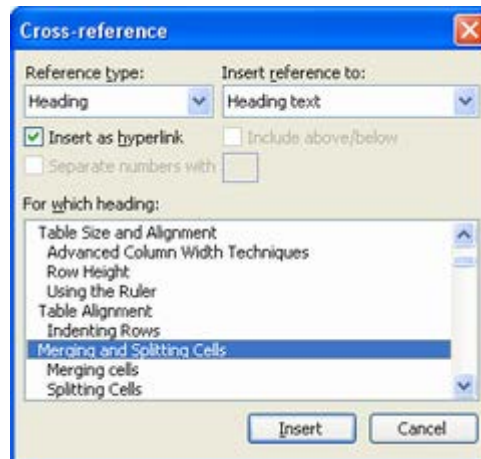 Cross-reference
Reference type: Insert reference to:
Heading Heading text
Insert as hyperlink Include above/below
Separate numbers with
For which heading:
Table Size and Alignment
Advanced Column Width Techniques
Row Height
Using the Ruler
Table Alignment
Indenting Rows
Merging and Splitting Cells
Merging cells
Splitting Cells
Insert Cancel